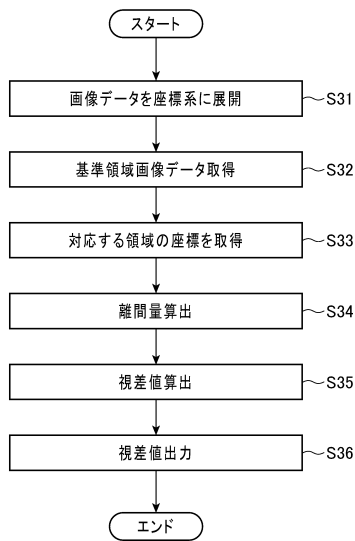 スタート
画像データを座標系に展開 S31
基準領域画像データ取得 S32
対応する領域の座標を取得 S33
離間量算出 S34
視差値算出 S35
視差値出力 S36
エンド